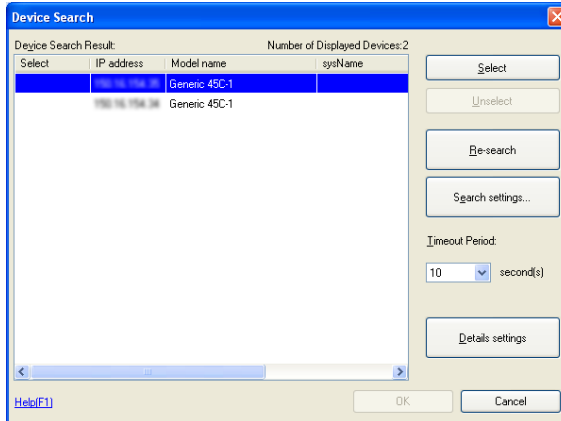 Device Search
Device Search Result: Number of Displayed Devices:2
Select IP address Model name sysName
Generic 45C-1
Generic 45C-1
Select
Unselect
Re-search
Search settings...
Timeout Period:
10 second(s)
Details settings
Help(F1)
OK Cancel